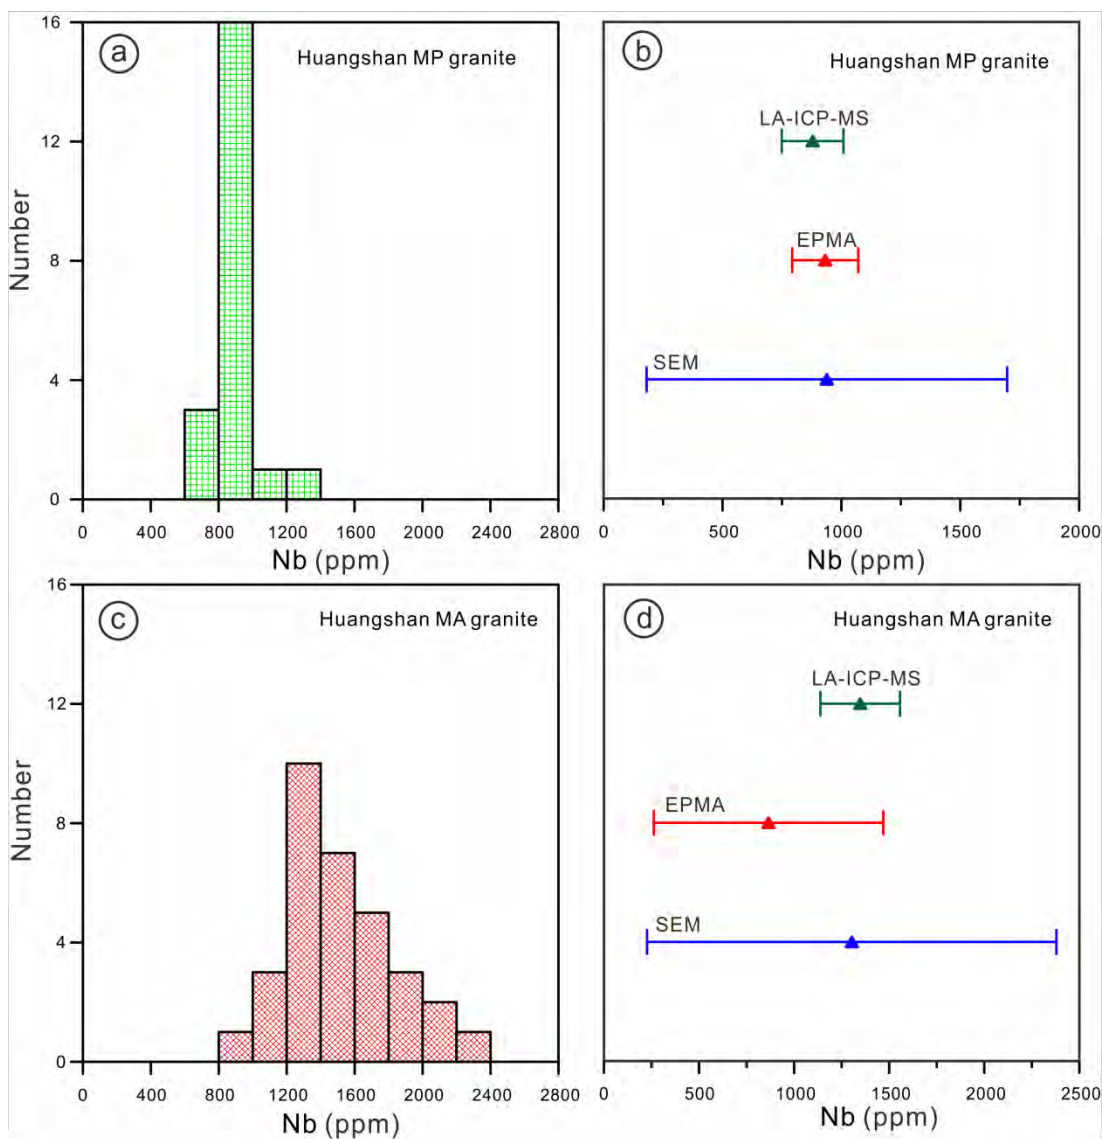 a
Huangshan MP granite
16
12
8
4
0
Number
0 400 800 1200 1600 2000 2400 2800
Nb (ppm)
b
Huangshan MP granite
LA-ICP-MS
EPMA
SEM
0 500 1000 1500 2000
Nb (ppm)
c
Huangshan MA granite
16
12
8
4
0
Number
0 400 800 1200 1600 2000 2400 2800
Nb (ppm)
d
Huangshan MA granite
LA-ICP-MS
EPMA
SEM
0 500 1000 1500 2000 2500
Nb (ppm)